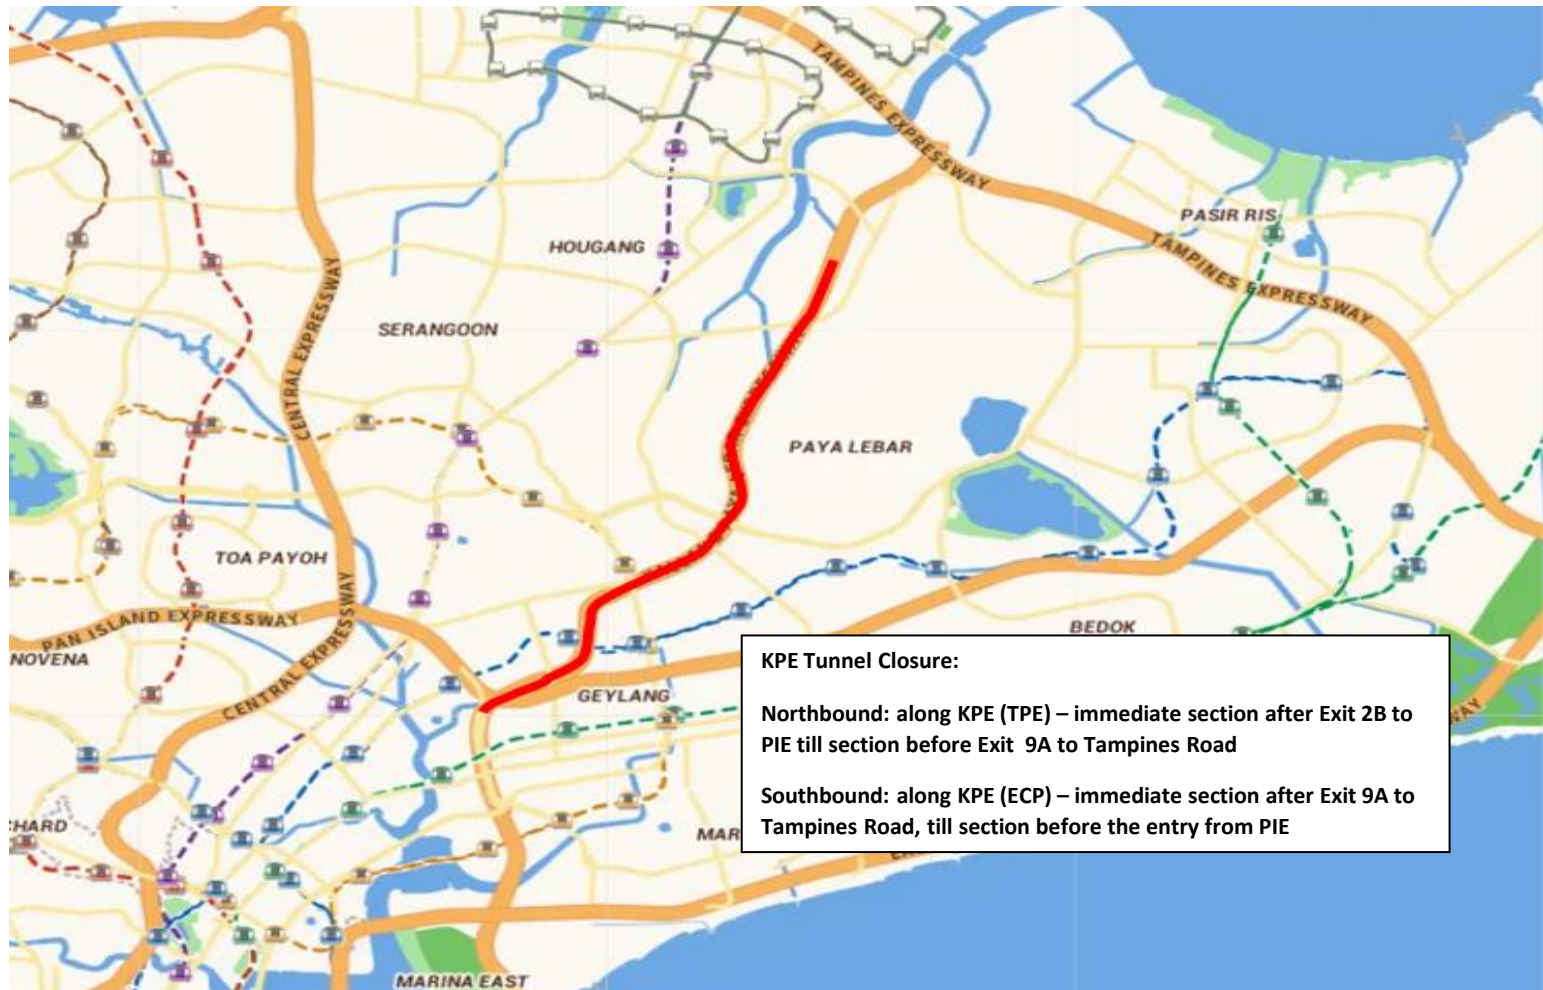 TAMPINES EXPRESSWAY
PASIR RIS
TAMPINES EXPRESSWAY
HOUGANG
CENTRAL EXPRESSWAY
SERANGOON
PAYA LEBAR
TOA PAYOH
PAN ISLAND EXPRESSWAY
CENTRAL EXPRESSWAY
NOVENA
BEDOK
GEYLANG
KPE Tunnel Closure:
Northbound: along KPE (TPE) – immediate section after Exit 2B to
PIE till section before Exit 9A to Tampines Road
Southbound: along KPE (ECP) – immediate section after Exit 9A to
Tampines Road, till section before the entry from PIE
WAY
CHARD
MAR
MARINA EAST